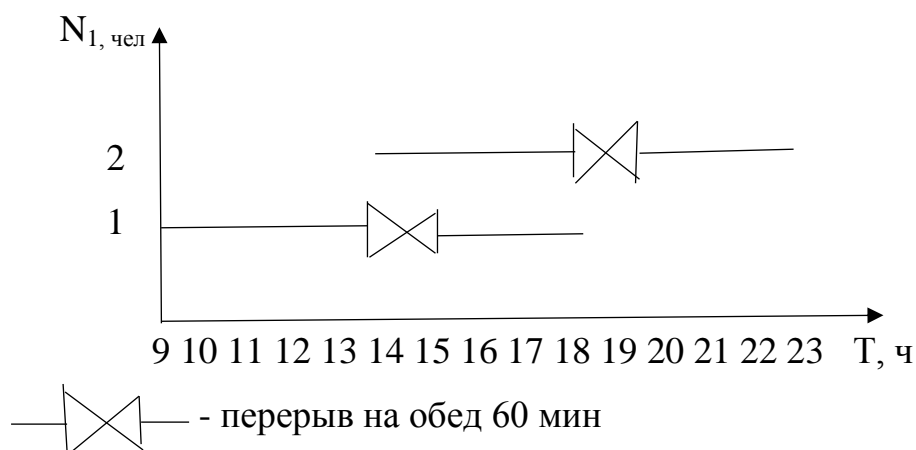 N1, чел
2
1
9 10 11 12 13 14 15 16 17 18 19 20 21 22 23 T, ч
- перерыв на обед 60 мин